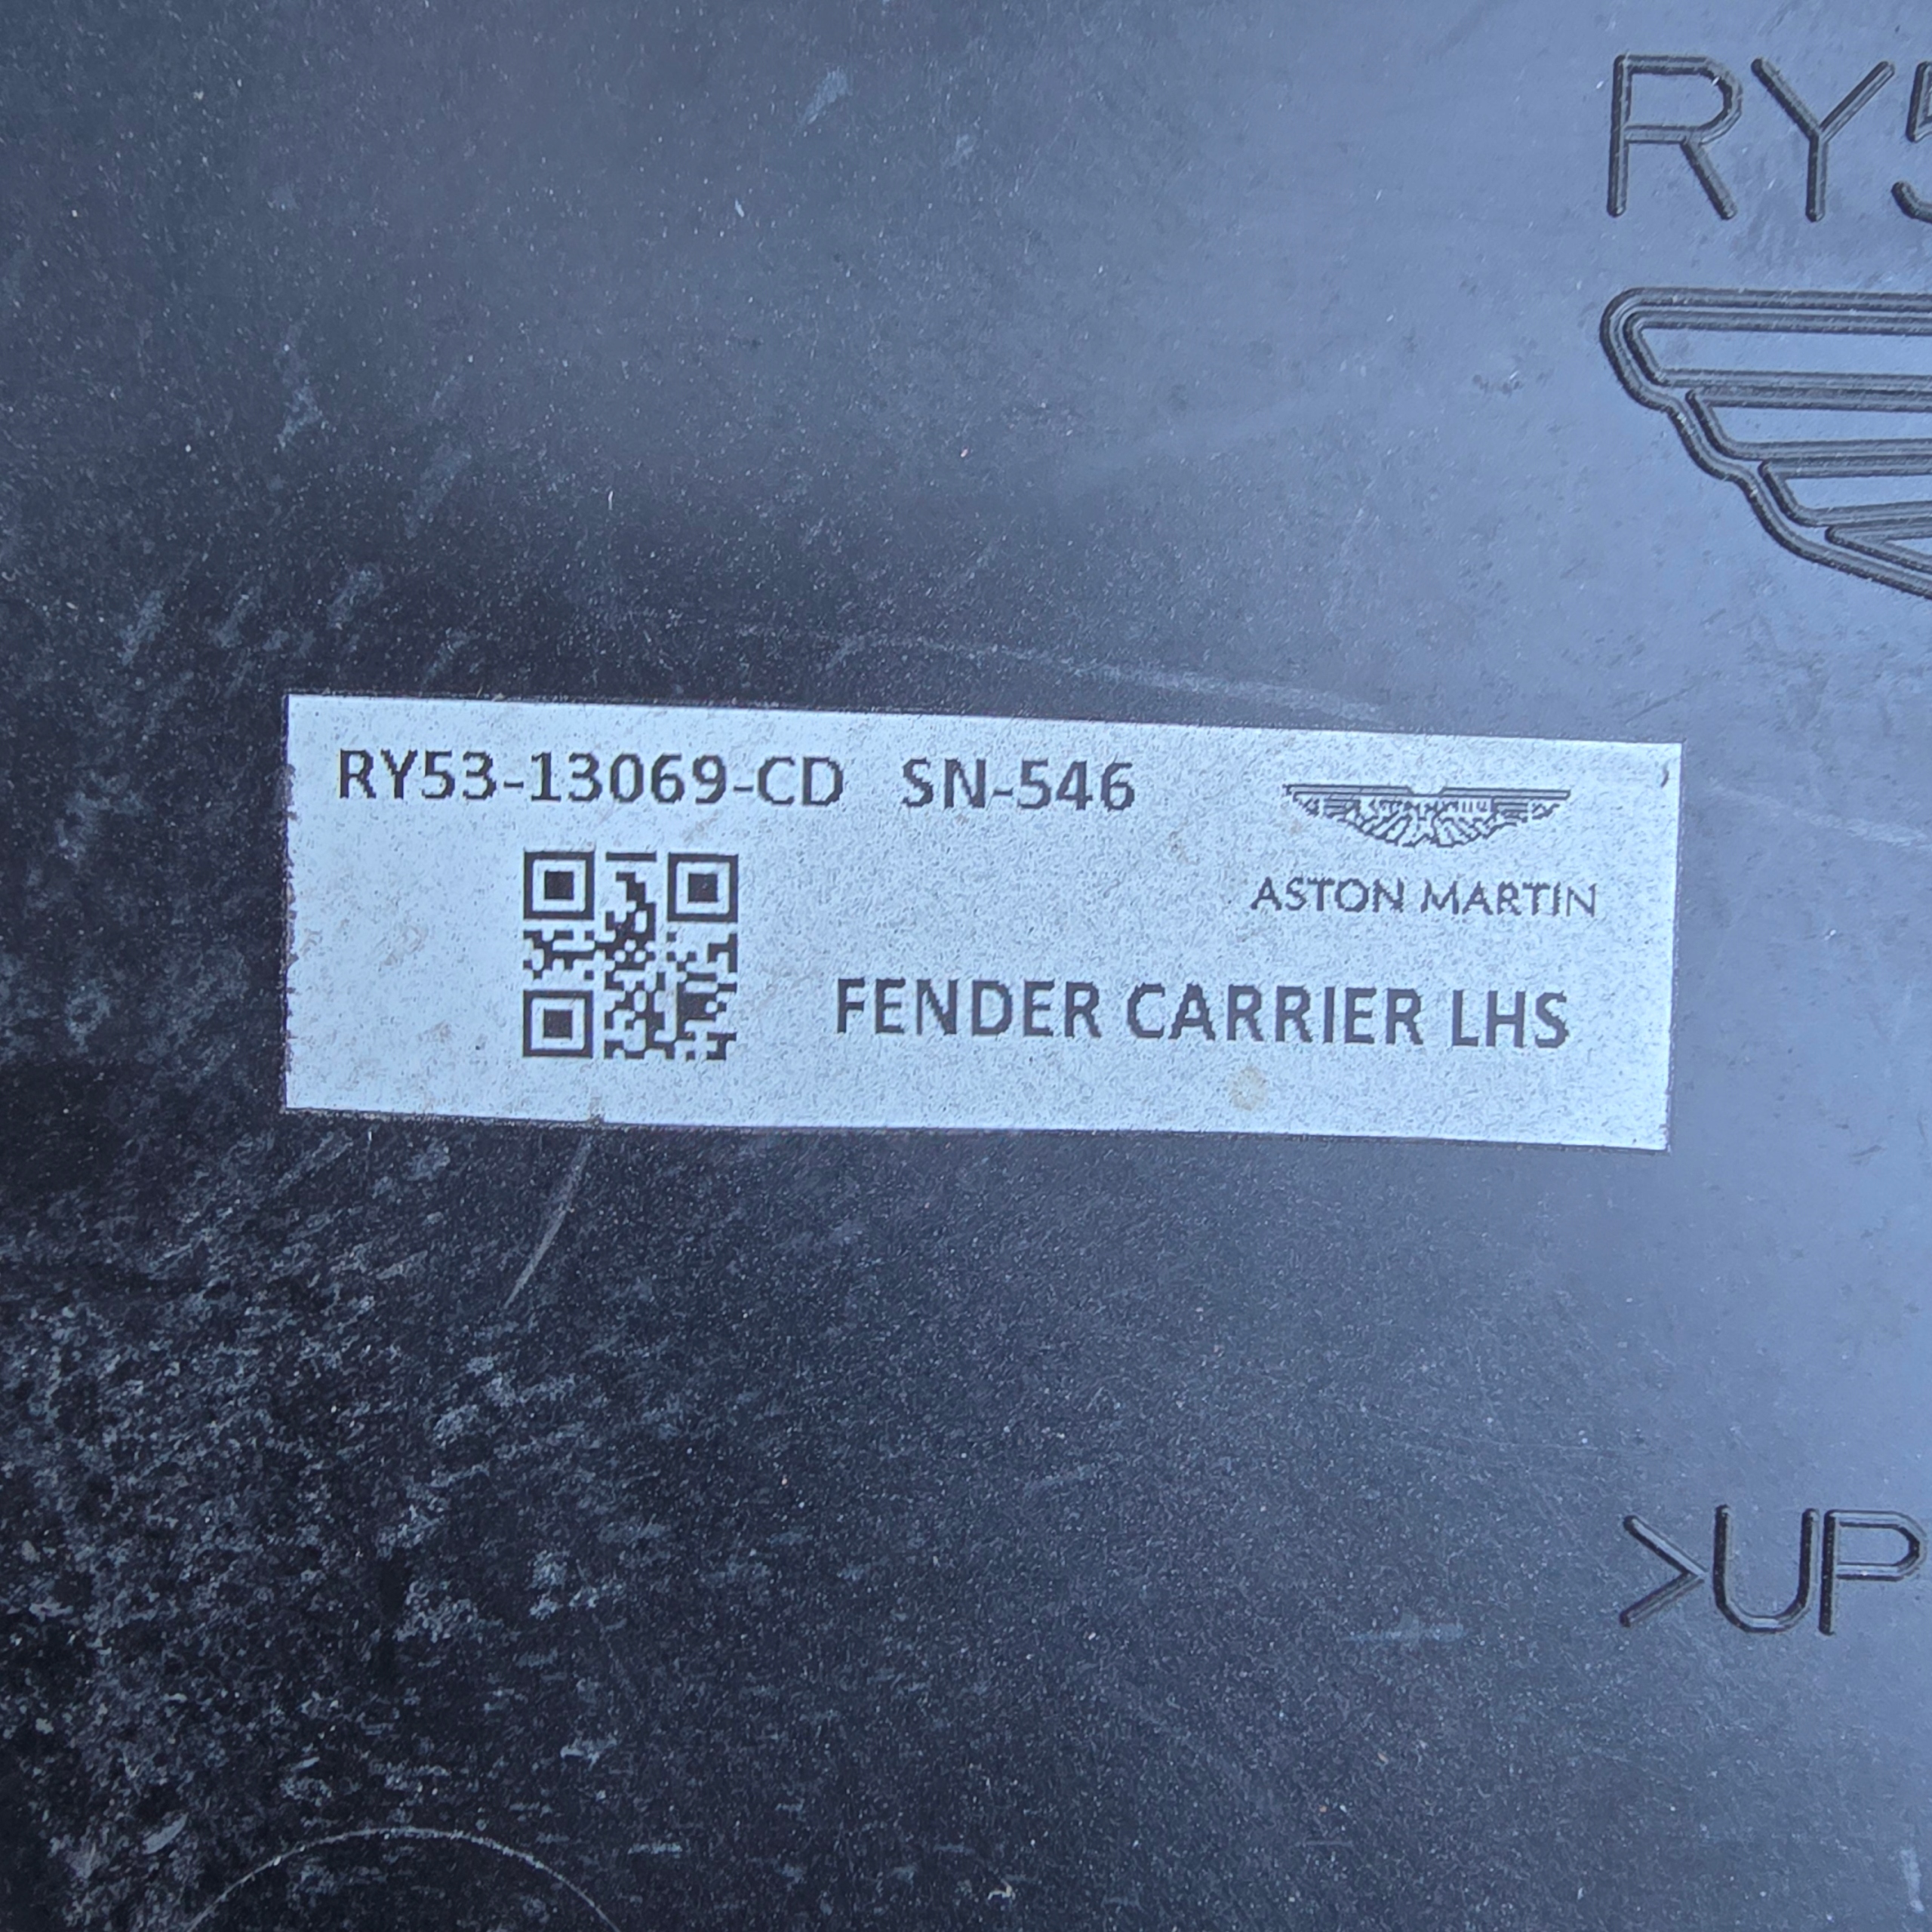 RY5
RY53-13069-CD SN-546
ASTON MARTIN
FENDER CARRIER LHS
>UP